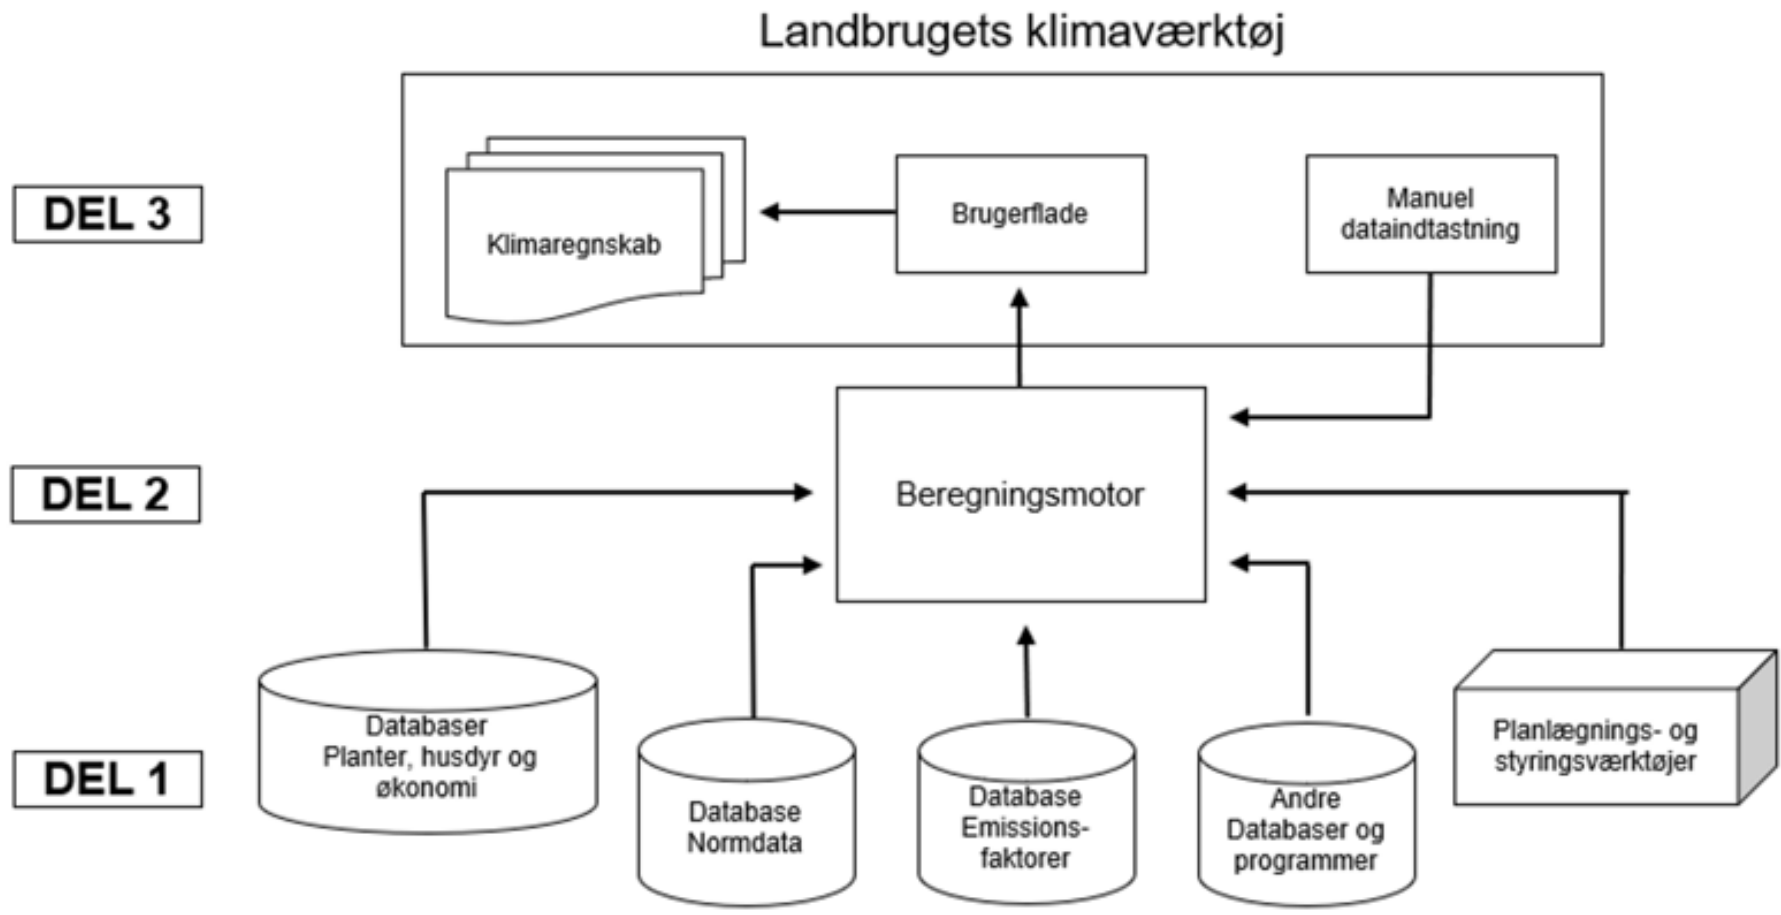 Landbrugets klimaværktøj
DEL 3
Klimaregnskab
Brugerflade
Manuel
dataindtastning
DEL 2
Beregningsmotor
DEL 1
Databaser
Planter, husdyr og
økonomi
Database
Normdata
Database
Emissions-
faktorer
Andre
Databaser og
programmer
Planlægnings- og
styringsværktøjer